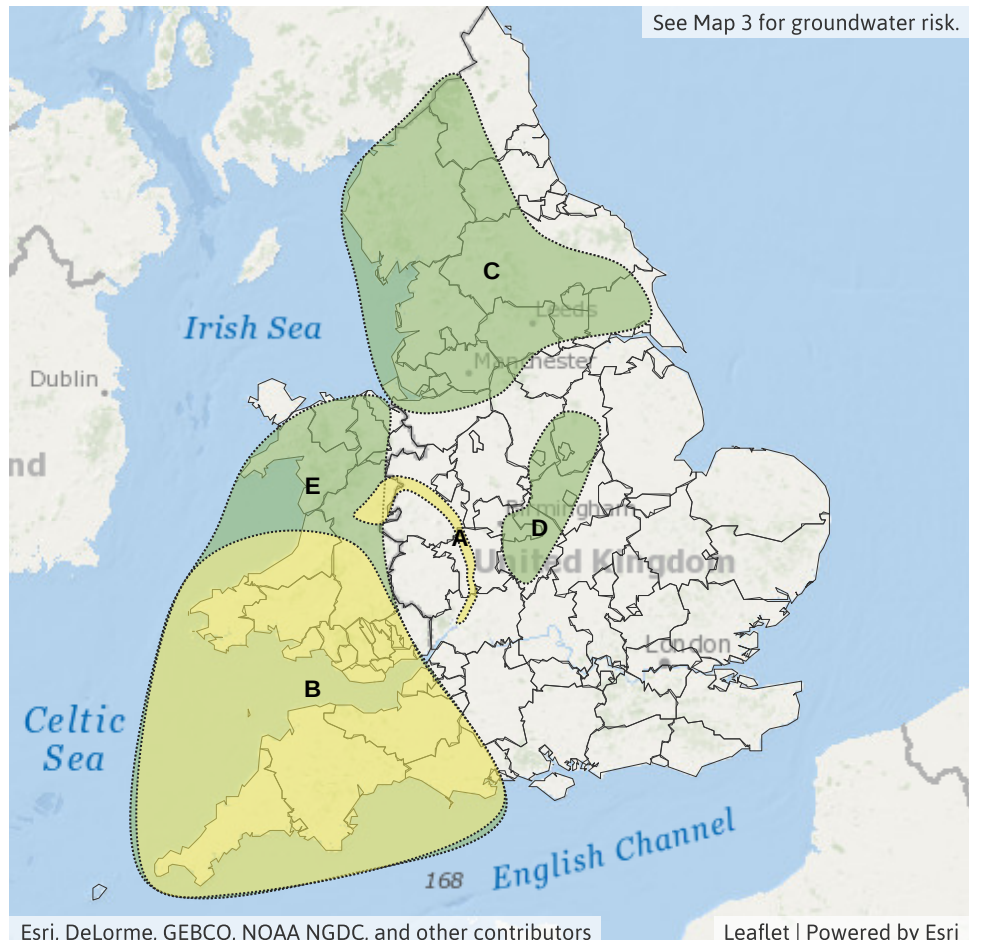 See Map 3 for groundwater risk.
C
Leeds
Irish Sea
Manchester
Dublin
nd
E
Birmingham
A
D
United Kingdom
London
B
Celtic
Sea
English Channel
168
Esri, DeLorme, GEBCO, NOAA NGDC, and other contributors
Leaflet | Powered by Esri